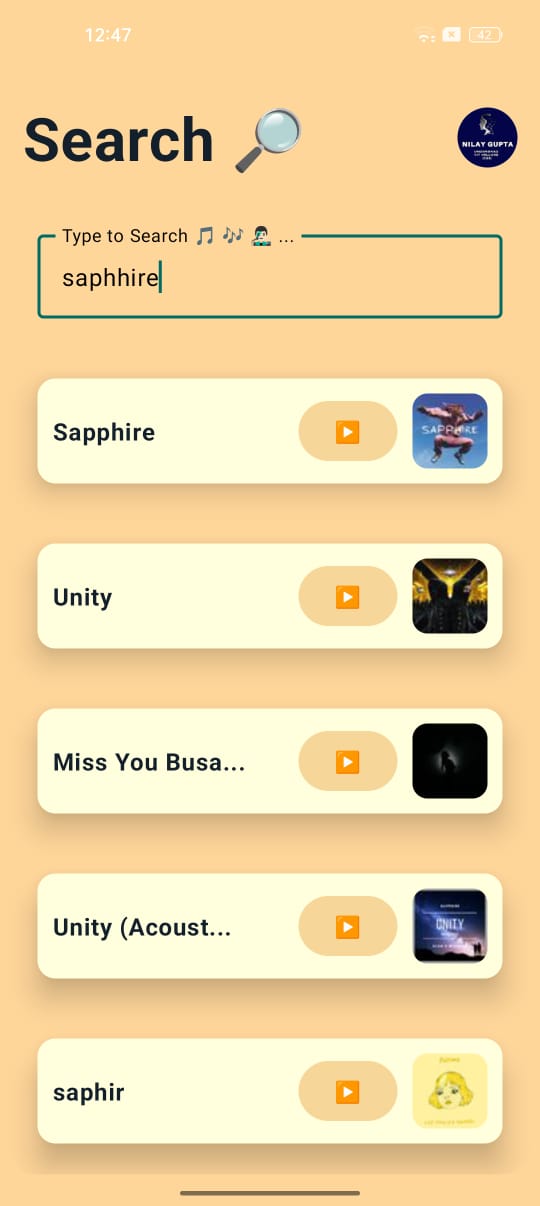 12:47
42
Search 🔎
NILAY GUPTA
Type to Search 🎵 🎶 👨🏻‍🎤 ...
saphhire
Sapphire
SAPPHIRE
Unity
Miss You Busa...
Unity (Acoust...
UNITY
saphir